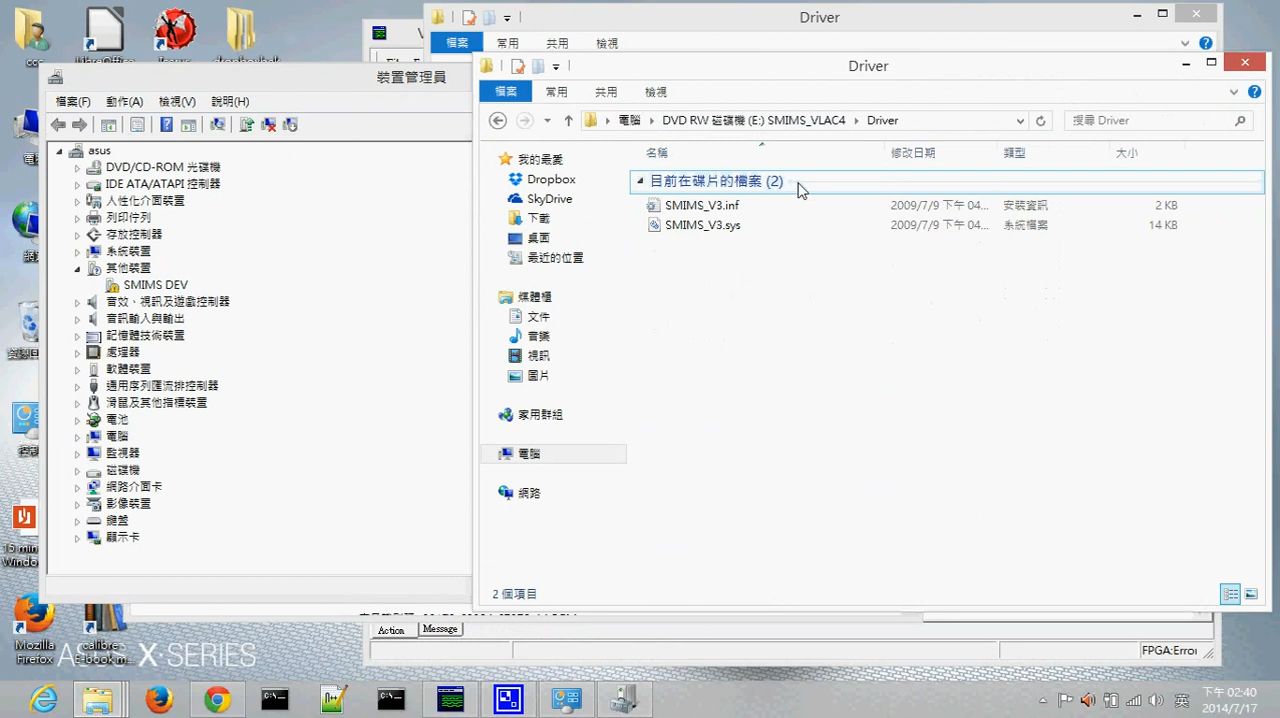 Driver
檔案
常用
共用
檢視
Driver
檔案
常用
共用
檢視
電腦
DVD RW 磁碟機 (E:) SMIMS_VLAC4
Driver
搜尋 Driver
我的最愛
Dropbox
SkyDrive
下載
桌面
最近的位置
媒體櫃
文件
音樂
視訊
圖片
家用群組
電腦
網路
名稱
修改日期
類型
大小
目前在碟片的檔案 (2)
SMIMS_V3.inf
2009/7/9 下午 04...
安裝資訊
2 KB
SMIMS_V3.sys
2009/7/9 下午 04...
系統檔案
14 KB
2 個項目
裝置管理員
檔案(F)
動作(A)
檢視(V)
說明(H)
asus
DVD/CD-ROM 光碟機
IDE ATA/ATAPI 控制器
人性化介面裝置
列印佇列
存放控制器
系統裝置
其他裝置
SMIMS DEV
音效、視訊及遊戲控制器
音訊輸入與輸出
記憶體技術裝置
處理器
軟體裝置
通用序列匯流排控制器
滑鼠及其他指標裝置
電池
電腦
監視器
磁碟機
網路介面卡
影像裝置
鍵盤
顯示卡
Action
Message
FPGA:Error
Mozilla
Firefox
calibre -
E-book m...
ASUS X-SERIES
英
下午 02:40
2014/7/17